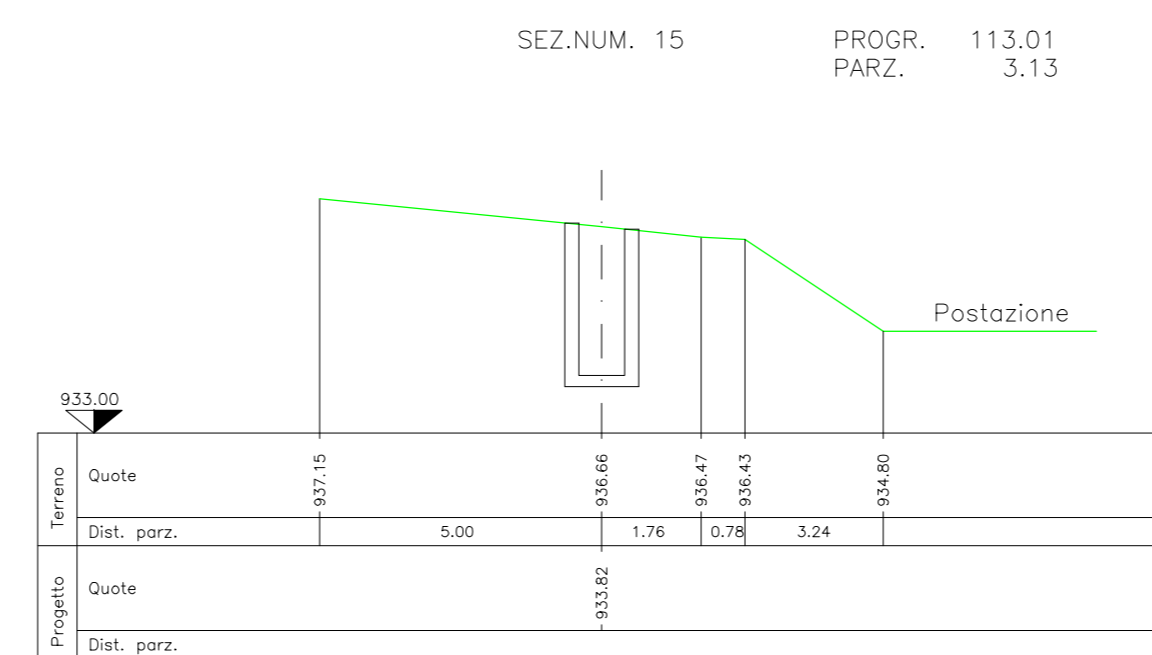 SEZ.NUM. 15 PROGR. 113.01
PARZ. 3.13
Postazione
933.00
Terreno
Quote 937.15 936.66 936.47 936.43 934.80
Dist. parz. 5.00 1.76 0.78 3.24
Progetto
Quote 933.82
Dist. parz.